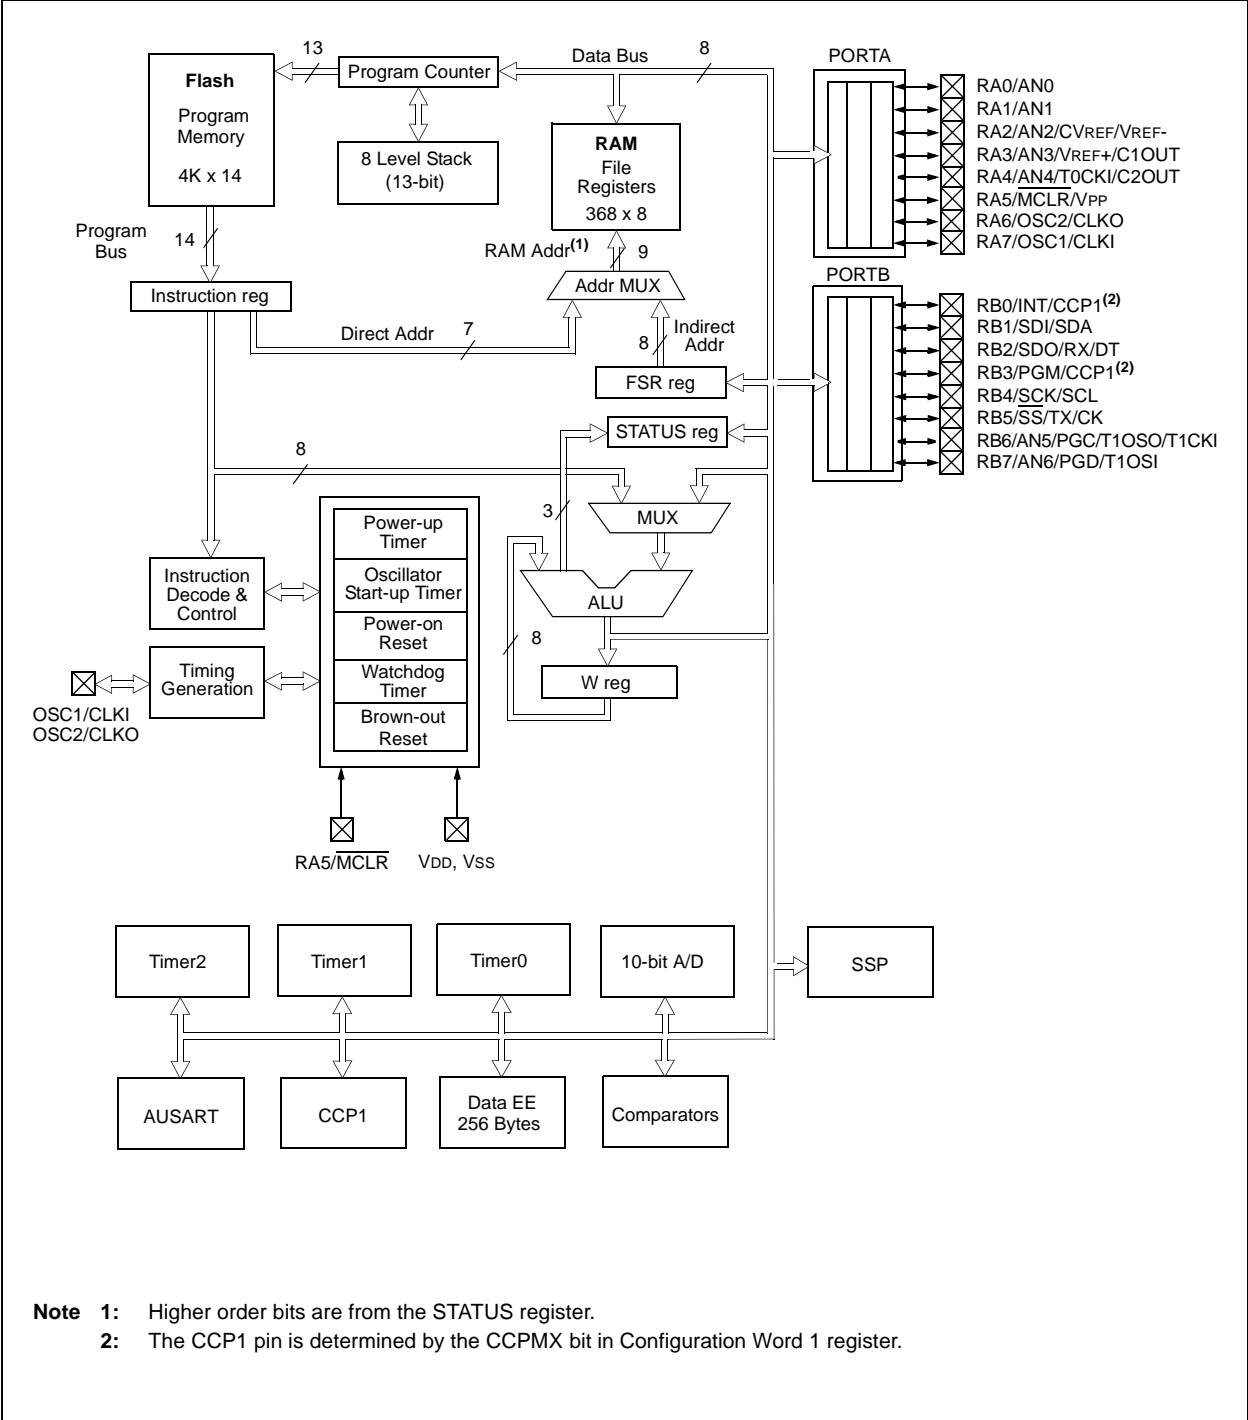 13
Data Bus
8
PORTA
Flash
Program
Memory
4K x 14
Program Counter
8 Level Stack
(13-bit)
RAM
File
Registers
368 x 8
RA0/AN0
RA1/AN1
RA2/AN2/CVREF/VREF-
RA3/AN3/VREF+/C1OUT
RA4/AN4/T0CKI/C2OUT
RA5/MCLR/VPP
RA6/OSC2/CLKO
RA7/OSC1/CLKI
Program
Bus
14
RAM Addr(1)
9
Addr MUX
PORTB
Instruction reg
Direct Addr
7
8
Indirect
Addr
FSR reg
STATUS reg
RB0/INT/CCP1(2)
RB1/SDI/SDA
RB2/SDO/RX/DT
RB3/PGM/CCP1(2)
RB4/SCK/SCL
RB5/SS/TX/CK
RB6/AN5/PGC/T1OSO/T1CKI
RB7/AN6/PGD/T1OSI
8
3
MUX
Power-up
Timer
Oscillator
Start-up Timer
Power-on
Reset
Watchdog
Timer
Brown-out
Reset
Instruction
Decode &
Control
ALU
8
Timing
Generation
W reg
OSC1/CLKI
OSC2/CLKO
RA5/MCLR
VDD, VSS
Timer2
Timer1
Timer0
10-bit A/D
SSP
AUSART
CCP1
Data EE
256 Bytes
Comparators
Note 1: Higher order bits are from the STATUS register.
2: The CCP1 pin is determined by the CCPMX bit in Configuration Word 1 register.